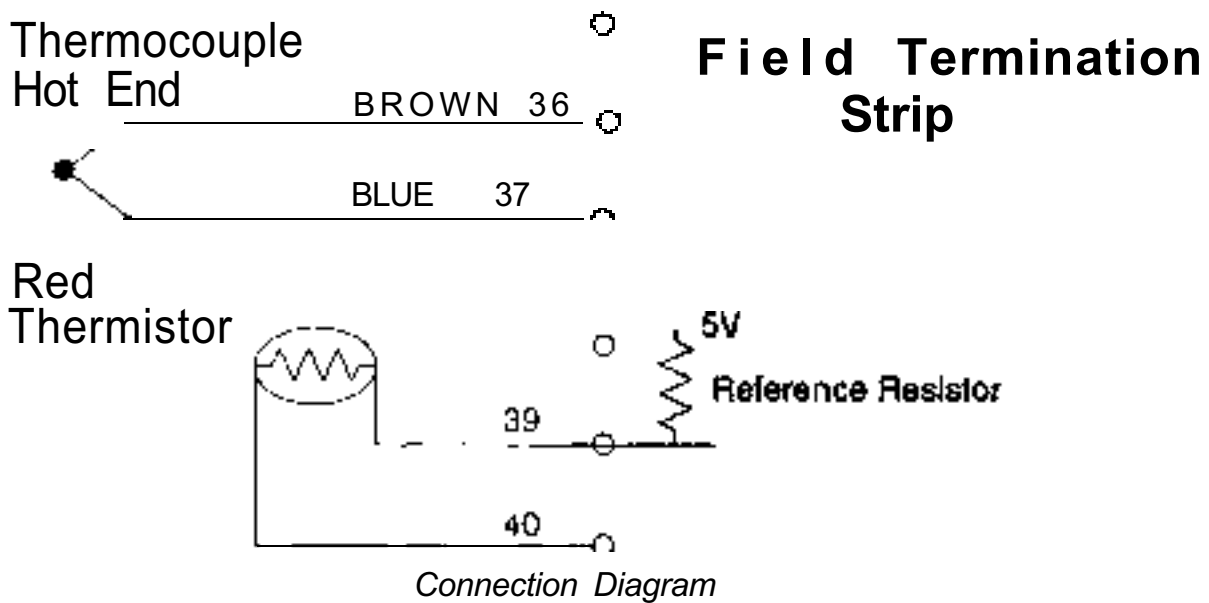 Thermocouple
Hot End
Field Termination
Strip
BROWN 36
BLUE 37
Red
Thermistor
5V
Reference Resistor
39
40
Connection Diagram